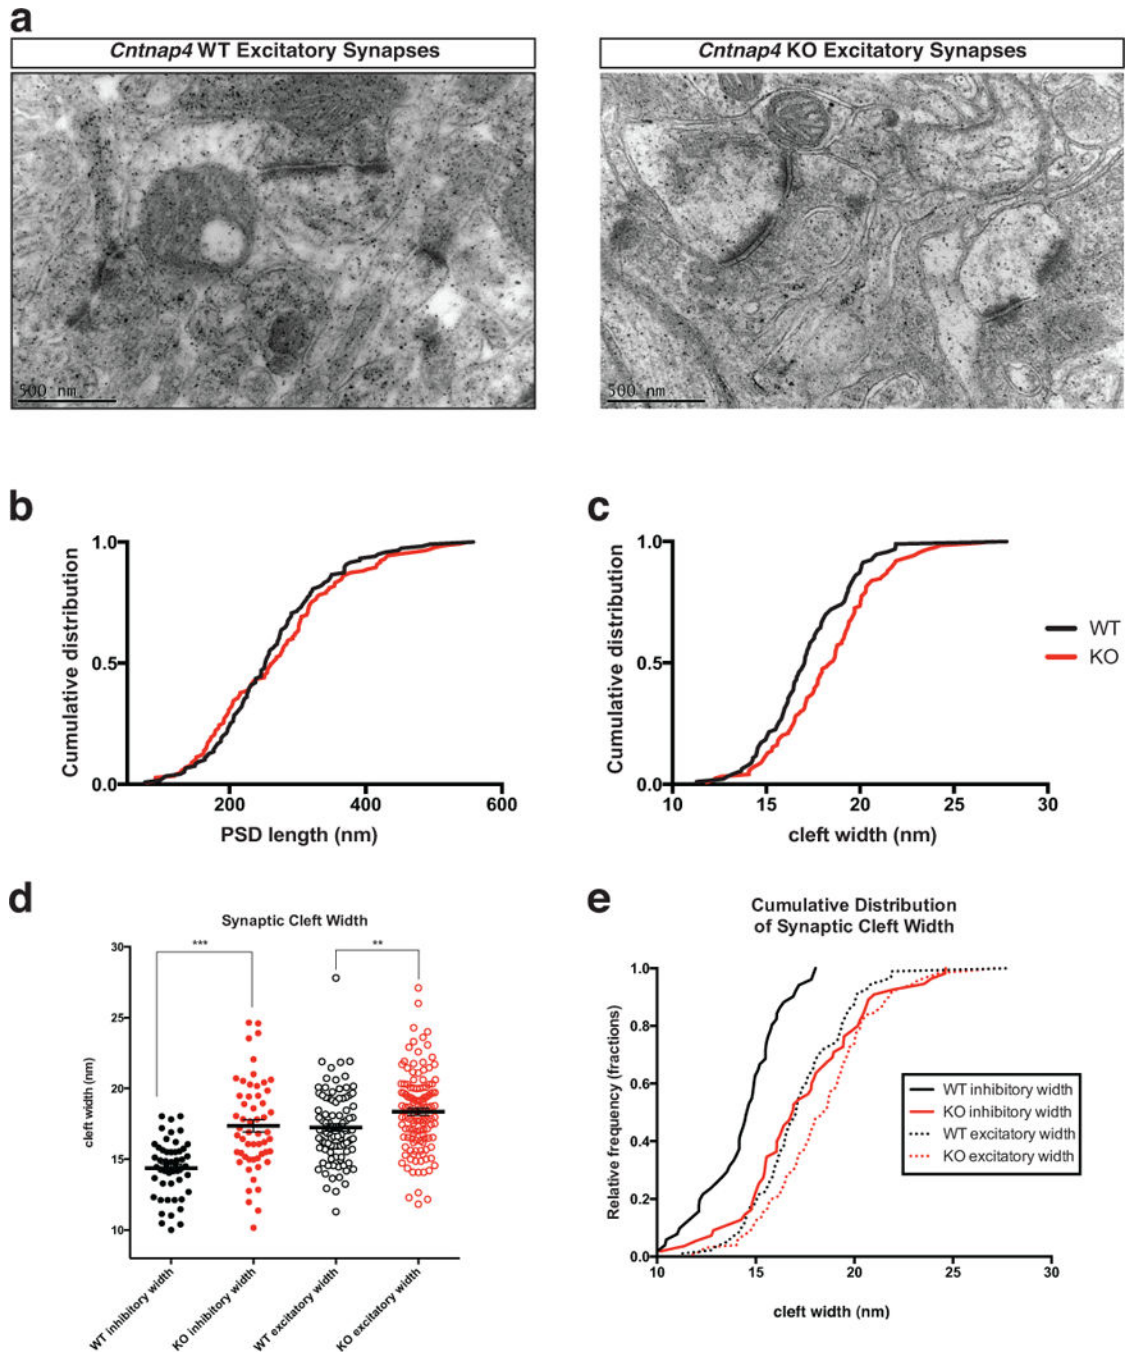 a
Cntnap4 WT Excitatory Synapses
Cntnap4 KO Excitatory Synapses
500 nm
500 nm
b
1.0
0.5
0.0
Cumulative distribution
200
400
600
PSD length (nm)
c
1.0
0.5
0.0
Cumulative distribution
10
15
20
25
30
cleft width (nm)
WT
KO
d
Synaptic Cleft Width
***
**
30
25
20
15
10
cleft width (nm)
WT inhibitory width
KO inhibitory width
WT excitatory width
KO excitatory width
e
Cumulative Distribution
of Synaptic Cleft Width
1.0
0.8
0.6
0.4
0.2
0.0
Relative frequency (fractions)
10
15
20
25
30
cleft width (nm)
WT inhibitory width
KO inhibitory width
WT excitatory width
KO excitatory width